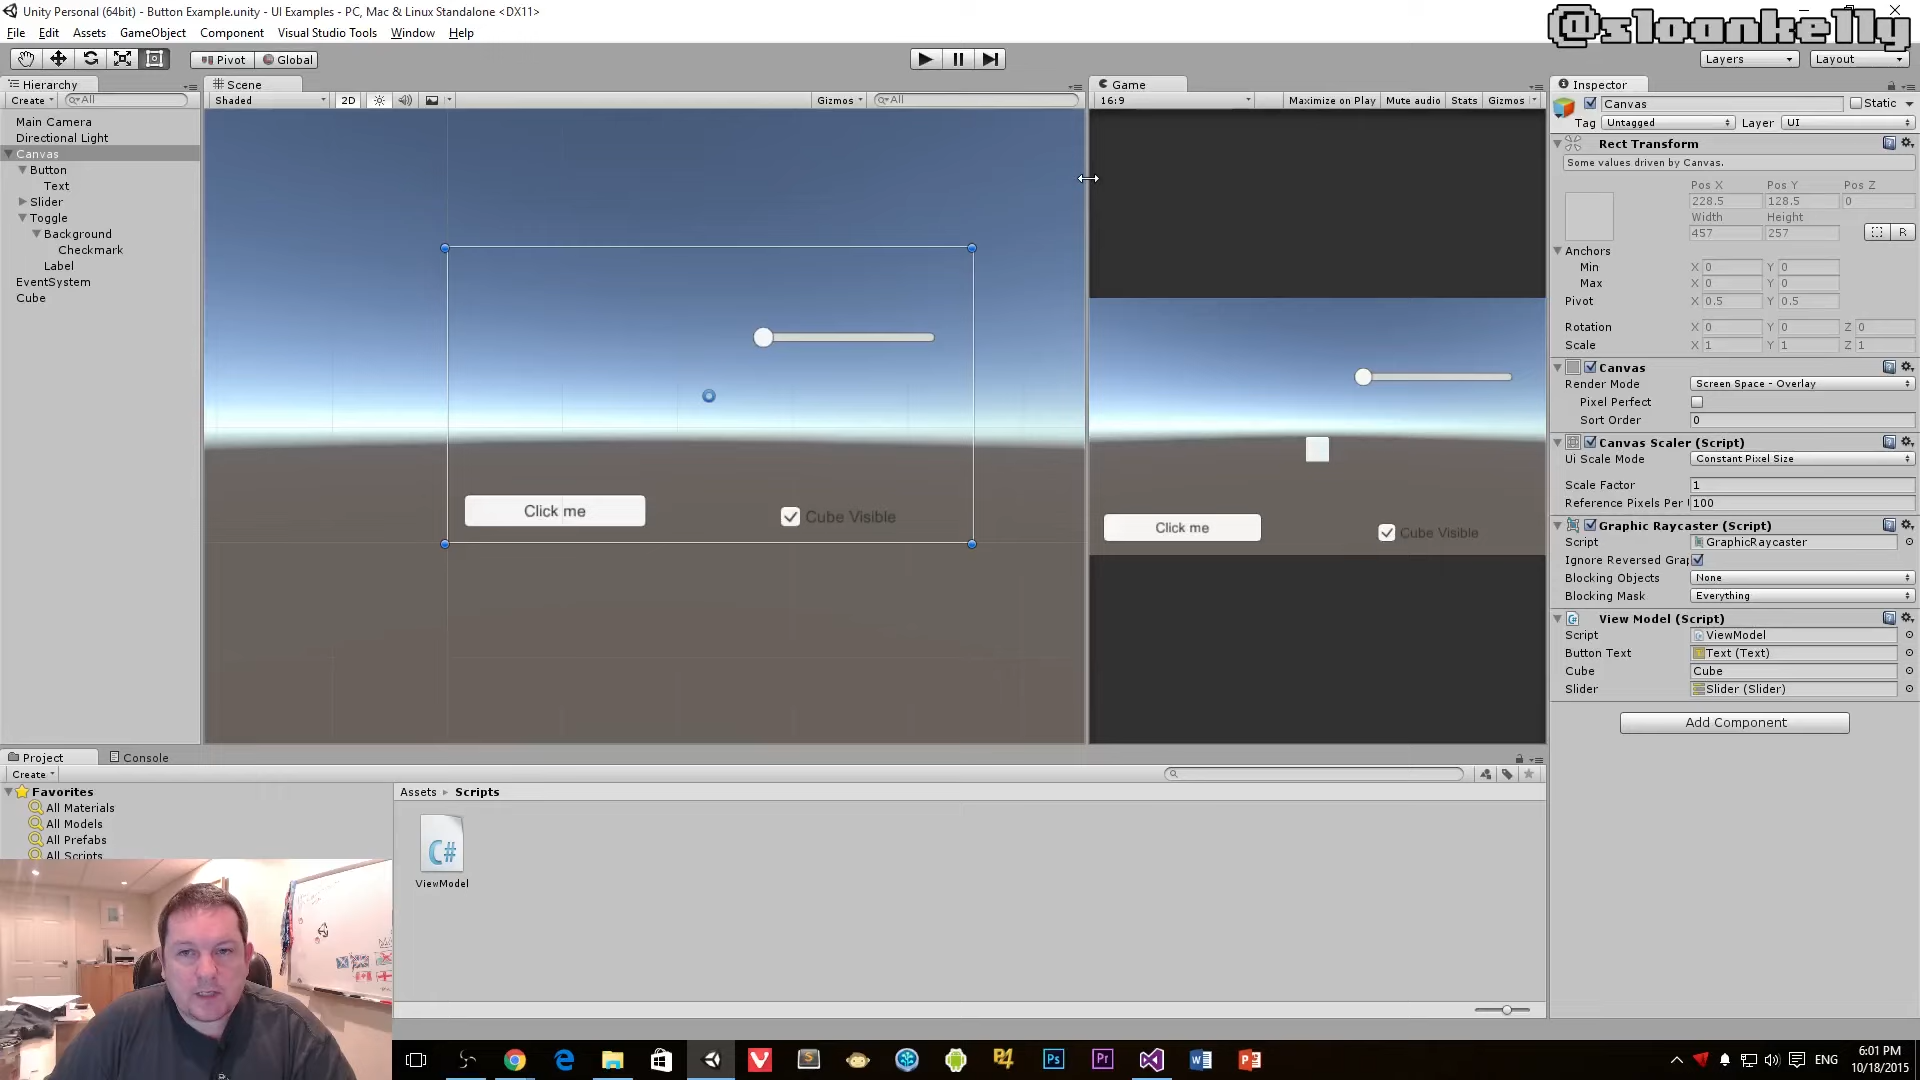 Unity Personal (64bit) - Button Example.unity - UI Examples - PC, Mac & Linux Standalone <DX11>
@sloankelly
File Edit Assets GameObject Component Visual Studio Tools Window Help
Pivot Global Layers Layout
Hierarchy
Create All
Main Camera
Directional Light
Canvas
Button
Text
Slider
Toggle
Background
Checkmark
Label
EventSystem
Cube
Scene
Shaded 2D Gizmos All
Click me
Cube Visible
Game
16:9 Maximize on Play Mute audio Stats Gizmos
Click me
Cube Visible
Inspector
Canvas Static
Tag Untagged Layer UI
Rect Transform
Some values driven by Canvas.
Pos X Pos Y Pos Z
228.5 128.5 0
Width Height
457 257 R
Anchors
Min X 0 Y 0
Max X 0 Y 0
Pivot X 0.5 Y 0.5
Rotation X 0 Y 0 Z 0
Scale X 1 Y 1 Z 1
Canvas
Render Mode Screen Space - Overlay
Pixel Perfect
Sort Order 0
Canvas Scaler (Script)
Ui Scale Mode Constant Pixel Size
Scale Factor 1
Reference Pixels Per 100
Graphic Raycaster (Script)
Script GraphicRaycaster
Ignore Reversed Gra
Blocking Objects None
Blocking Mask Everything
View Model (Script)
Script ViewModel
Button Text Text (Text)
Cube Cube
Slider Slider (Slider)
Add Component
Project Console
Create
Favorites
All Materials
All Models
All Prefabs
All Scripts
Assets Scripts
C#
ViewModel
S P4 Ps Pr W P
ENG
6:01 PM
10/18/2015